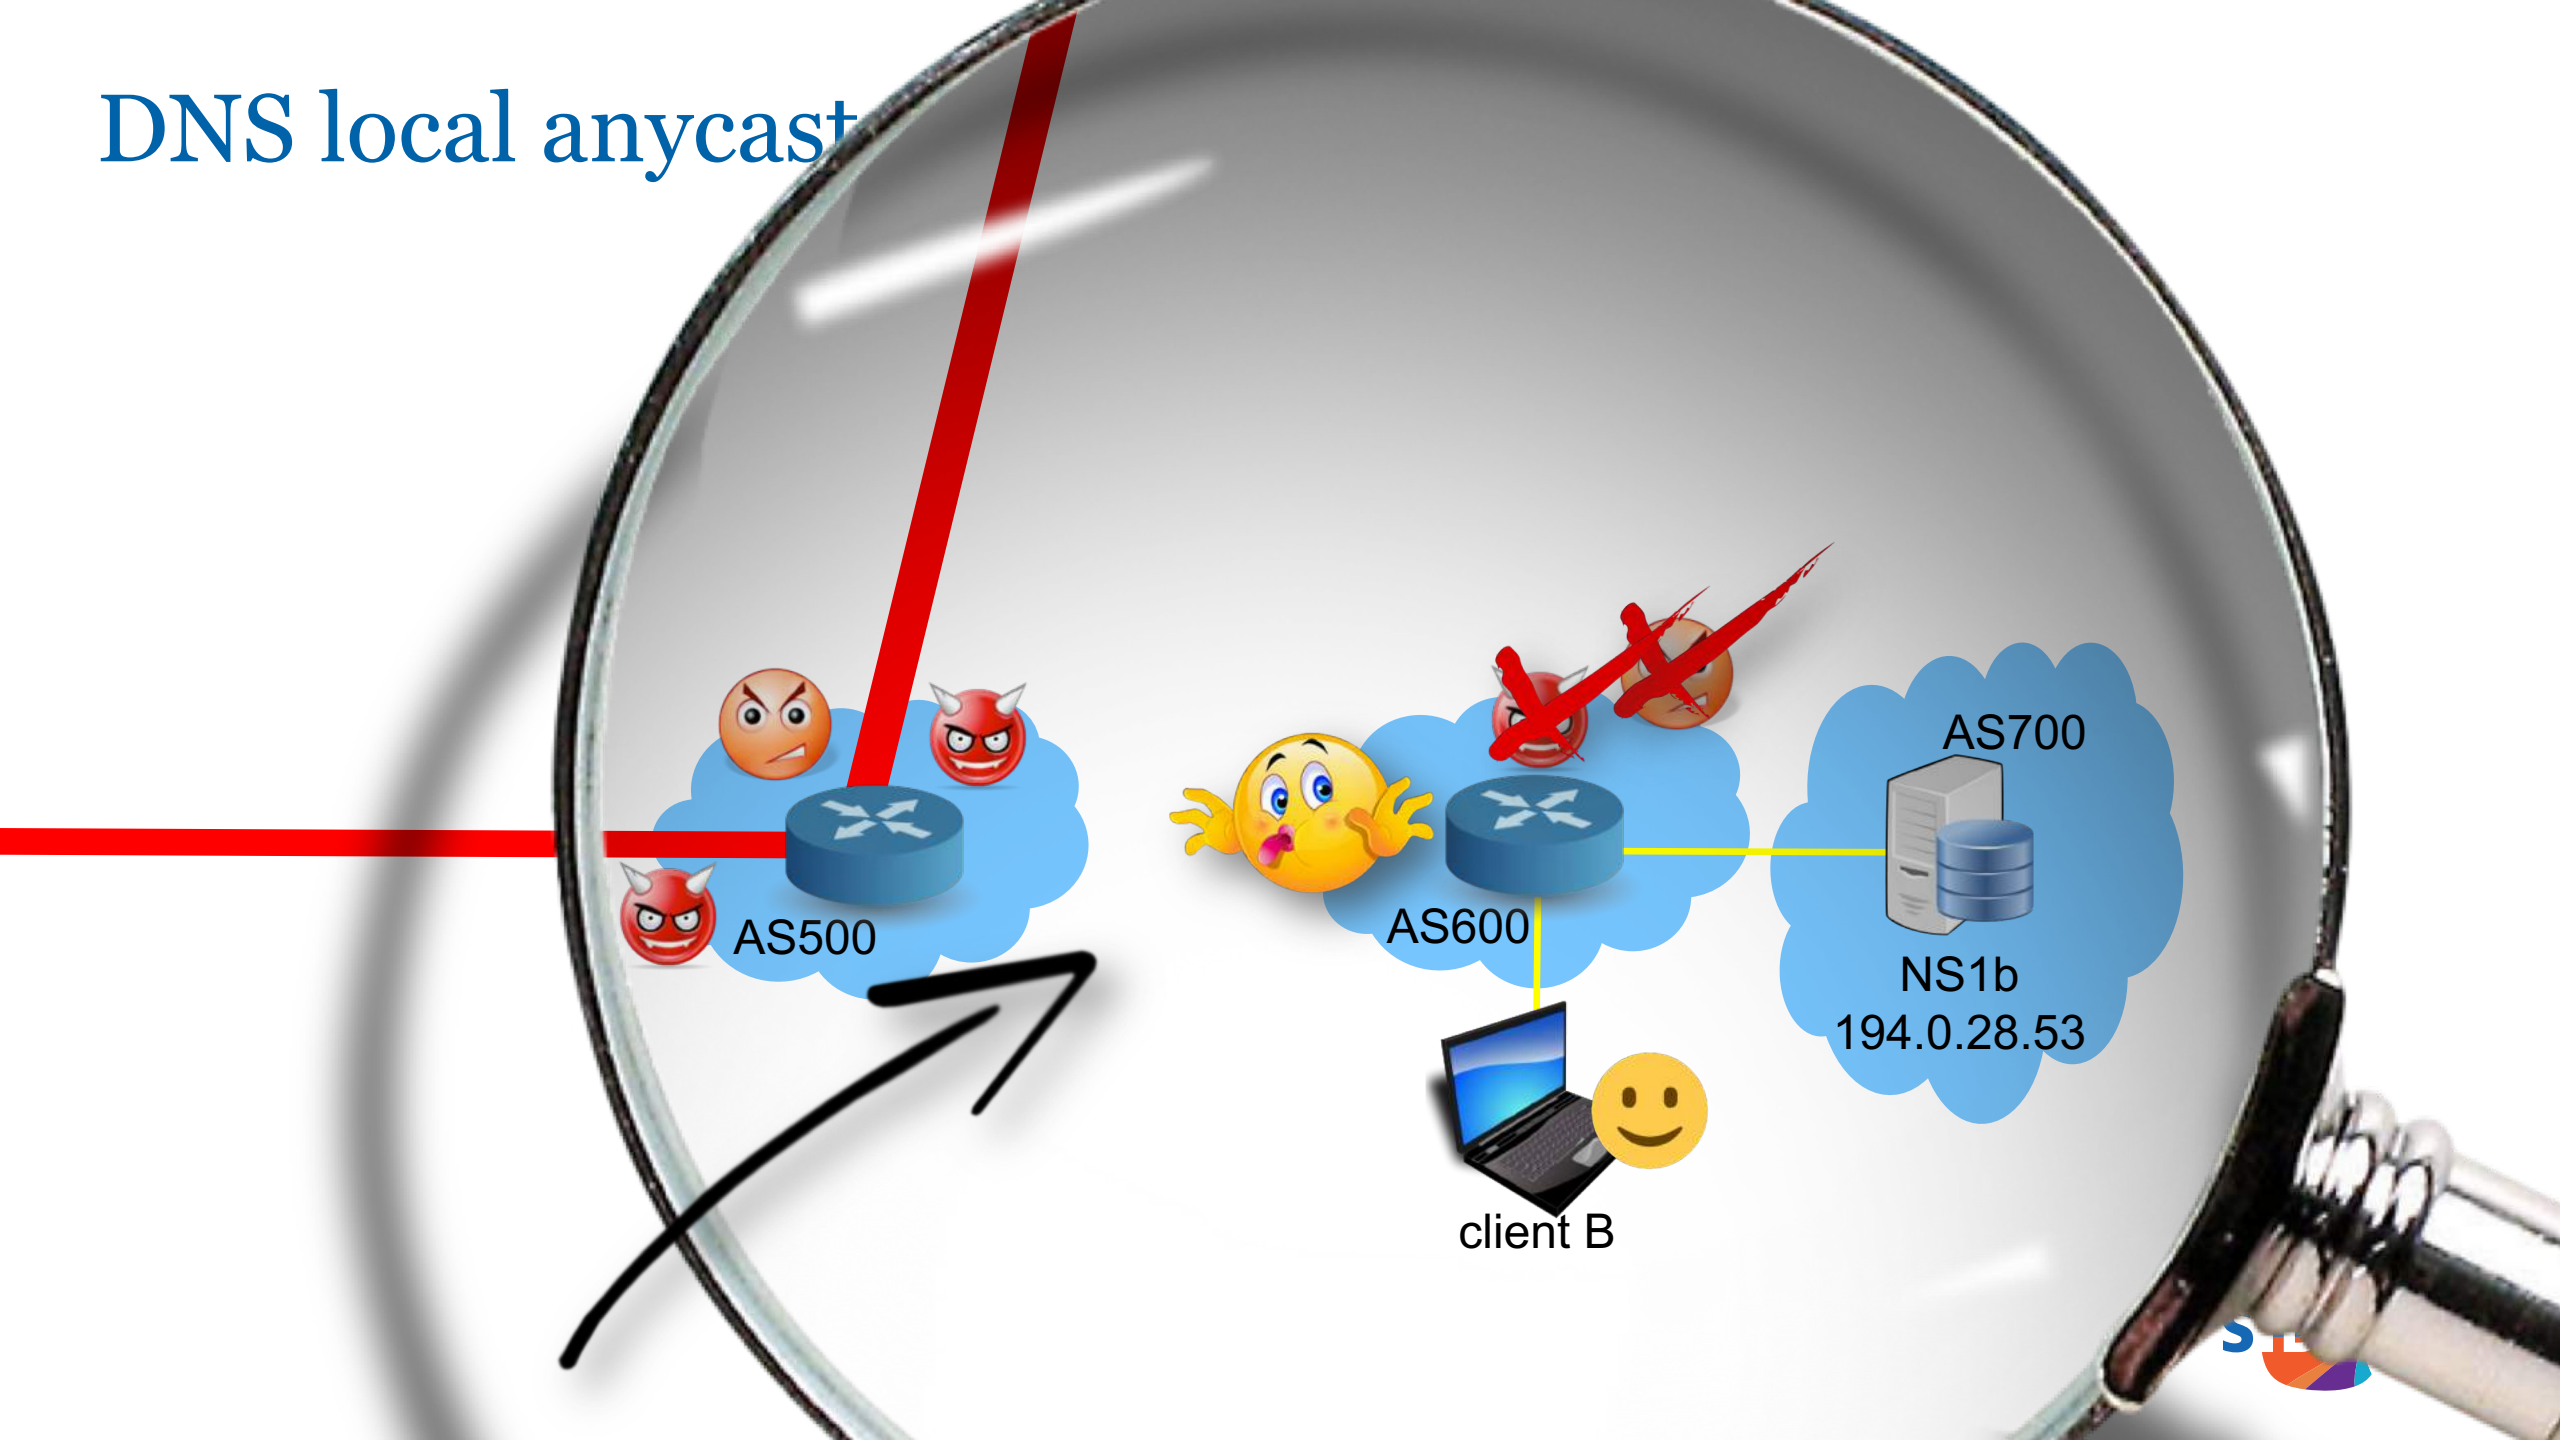 DNS local anycast
AS700
AS500
AS600
NS1b
194.0.28.53
client B